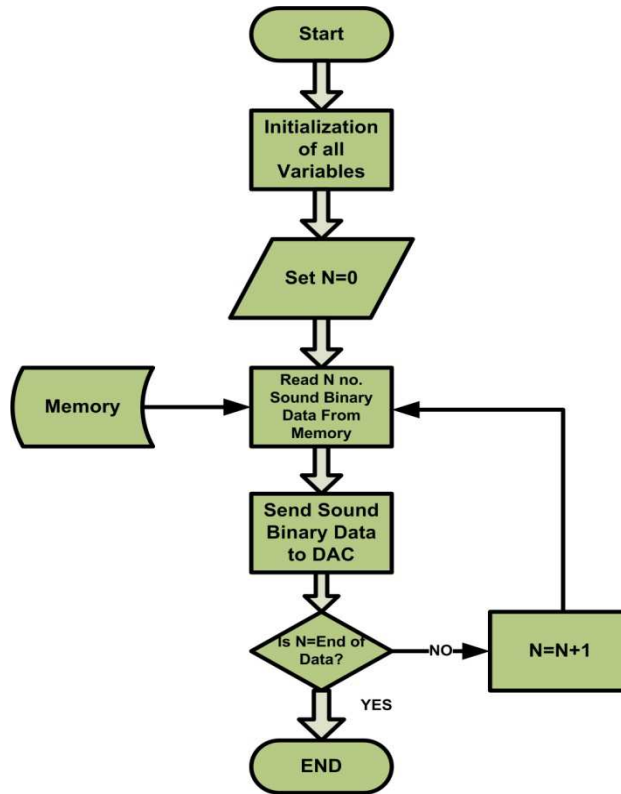 Start
Initialization
of all
Variables
Set N=0
Read N no.
Sound Binary
Data From
Memory
Memory
Send Sound
Binary Data
to DAC
Is N=End of
Data?
NO
N=N+1
YES
END